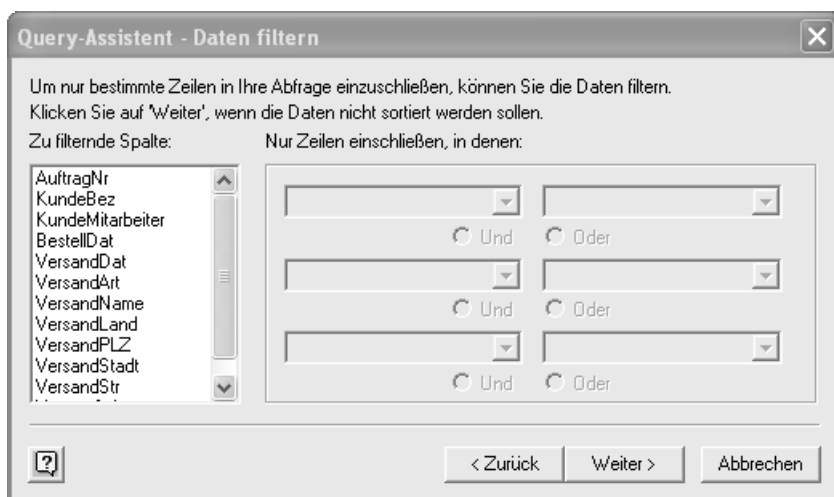 Query-Assistent - Daten filtern
Um nur bestimmte Zeilen in Ihre Abfrage einzuschließen, können Sie die Daten filtern.
Klicken Sie auf 'Weiter', wenn die Daten nicht sortiert werden sollen.
Zu filternde Spalte: Nur Zeilen einschließen, in denen:
AuftragNr
KundeBez
KundeMitarbeiter
BestellDat
VersandDat
VersandArt
VersandName
VersandLand
VersandPLZ
VersandStadt
VersandStr
Und Oder
Und Oder
Und Oder
< Zurück Weiter > Abbrechen